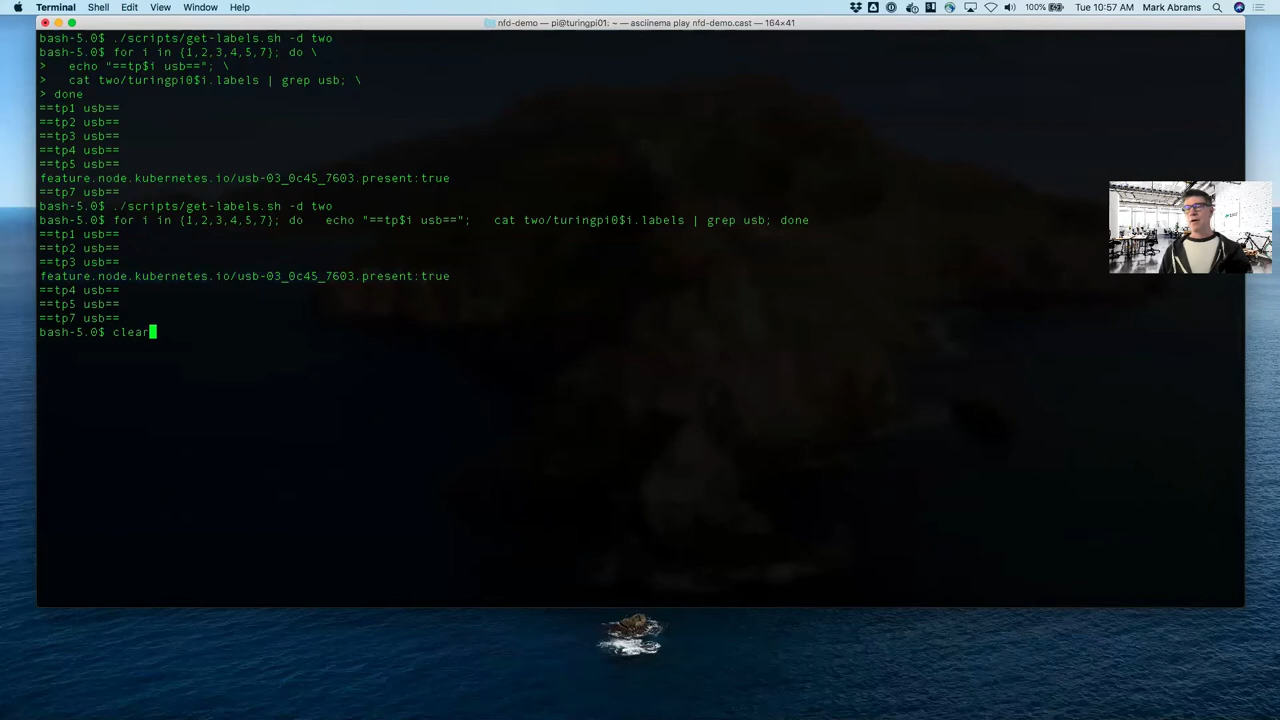 Terminal Shell Edit View Window Help 100% Tue 10:57 AM Mark Abrams
nfd-demo — pi@turingpi01: ~ — asciinema play nfd-demo.cast — 164×41
bash-5.0$ ./scripts/get-labels.sh -d two
bash-5.0$ for i in {1,2,3,4,5,7}; do \
>   echo "==tp$i usb=="; \
>   cat two/turingpi0$i.labels | grep usb; \
> done
==tp1 usb==
==tp2 usb==
==tp3 usb==
==tp4 usb==
==tp5 usb==
feature.node.kubernetes.io/usb-03_0c45_7603.present:true
==tp7 usb==
bash-5.0$ ./scripts/get-labels.sh -d two
bash-5.0$ for i in {1,2,3,4,5,7}; do   echo "==tp$i usb==";   cat two/turingpi0$i.labels | grep usb; done
==tp1 usb==
==tp2 usb==
==tp3 usb==
feature.node.kubernetes.io/usb-03_0c45_7603.present:true
==tp4 usb==
==tp5 usb==
==tp7 usb==
bash-5.0$ clear